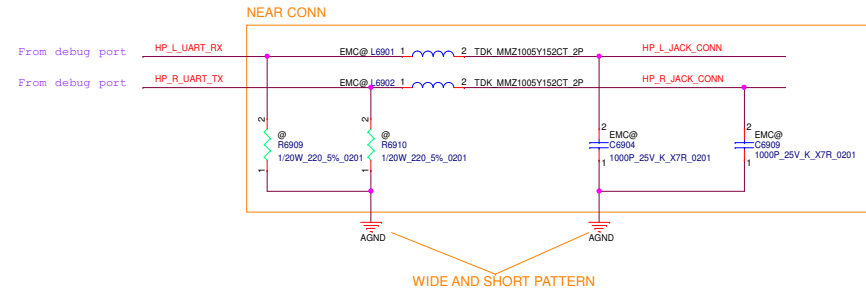 NEAR CONN
From debug port HP_L_UART_RX EMC@ L6901 1 2 TDK_MMZ1005Y152CT_2P HP_L_JACK_CONN
From debug port HP_R_UART_TX EMC@ L6902 1 2 TDK_MMZ1005Y152CT_2P HP_R_JACK_CONN
2 @ R6909 1/20W_220_5%_0201 1
2 @ R6910 1/20W_220_5%_0201 1
2 EMC@ C6904 1000P_25V_K_X7R_0201 1
2 EMC@ C6909 1000P_25V_K_X7R_0201 1
AGND AGND
WIDE AND SHORT PATTERN